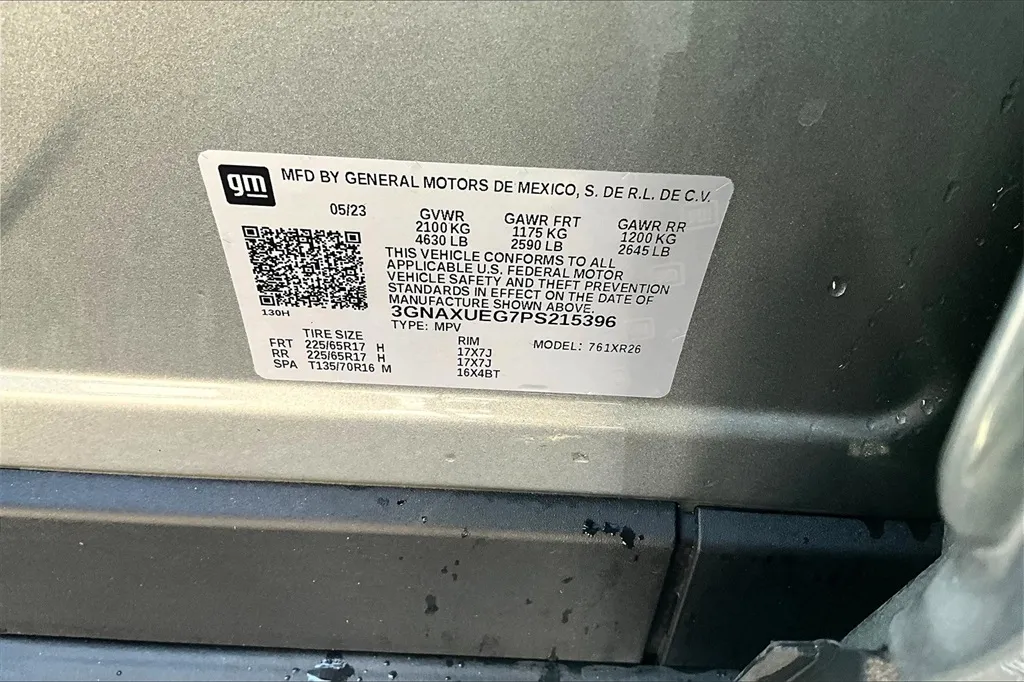 gm MFD BY GENERAL MOTORS DE MEXICO, S. DE R.L. DE C.V.
05/23 GVWR GAWR FRT GAWR RR
2100 KG 1175 KG 1200 KG
4630 LB 2590 LB 2645 LB
THIS VEHICLE CONFORMS TO ALL
APPLICABLE U.S. FEDERAL MOTOR
VEHICLE SAFETY AND THEFT PREVENTION
STANDARDS IN EFFECT ON THE DATE OF
MANUFACTURE SHOWN ABOVE.
130H 3GNAXUEG7PS215396
TYPE: MPV MODEL: 761XR26
TIRE SIZE RIM
FRT 225/65R17 H 17X7J
RR 225/65R17 H 17X7J
SPA T135/70R16 M 16X4BT